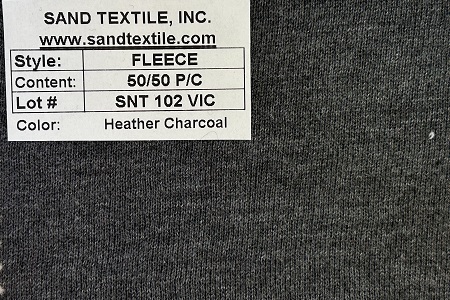 SAND TEXTILE, INC.
www.sandtextile.com
Style: FLEECE
Content: 50/50 P/C
Lot # SNT 102 VIC
Color: Heather Charcoal